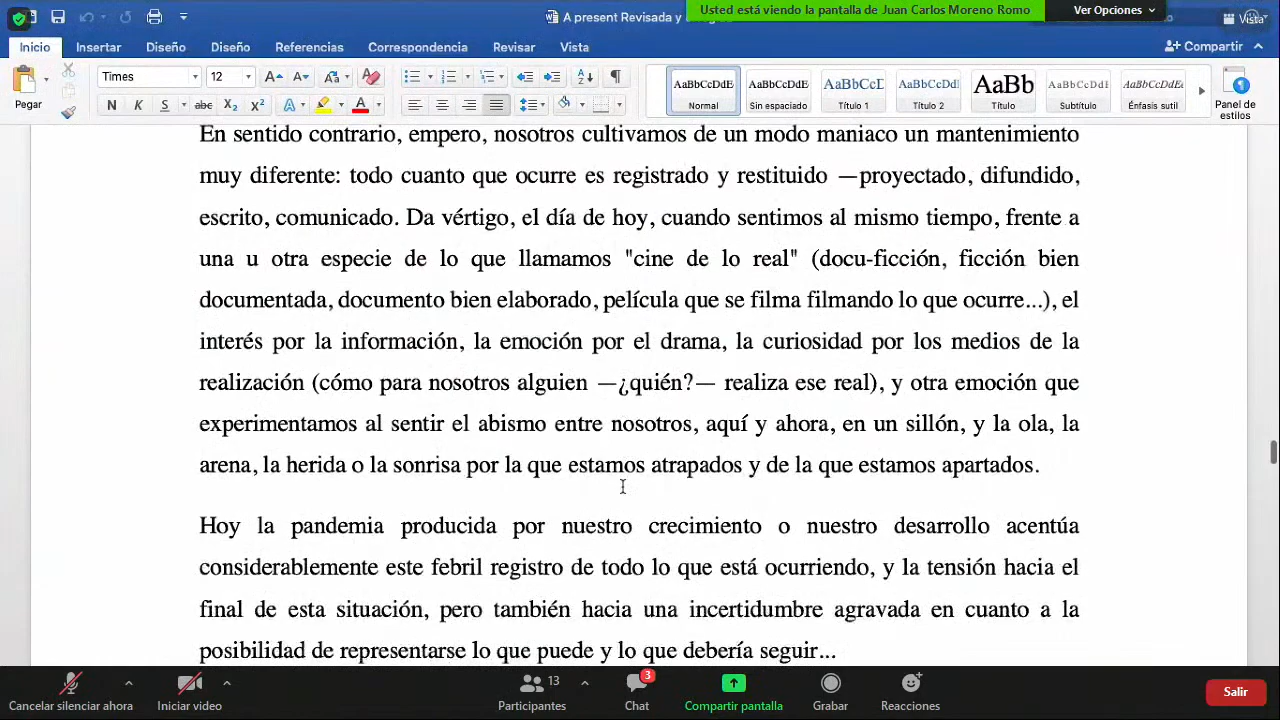 A present Revisada y
Usted está viendo la pantalla de Juan Carlos Moreno Romo
Ver Opciones
Vista
Inicio Insertar Diseño Diseño Referencias Correspondencia Revisar Vista
Compartir
Pegar
Times 12
N K S abc X₂ X²
AaBbCcDdE AaBbCcDdE AaBbCcD AaBbCcDd AaBb AaBbCcDdE AaBbCcDdE
Normal Sin espaciado Título 1 Título 2 Título Subtítulo Énfasis sutil
Panel de
estilos
En sentido contrario, empero, nosotros cultivamos de un modo maniaco un mantenimiento
muy diferente: todo cuanto que ocurre es registrado y restituido —proyectado, difundido,
escrito, comunicado. Da vértigo, el día de hoy, cuando sentimos al mismo tiempo, frente a
una u otra especie de lo que llamamos "cine de lo real" (docu-ficción, ficción bien
documentada, documento bien elaborado, película que se filma filmando lo que ocurre...), el
interés por la información, la emoción por el drama, la curiosidad por los medios de la
realización (cómo para nosotros alguien —¿quién?— realiza ese real), y otra emoción que
experimentamos al sentir el abismo entre nosotros, aquí y ahora, en un sillón, y la ola, la
arena, la herida o la sonrisa por la que estamos atrapados y de la que estamos apartados.
Hoy la pandemia producida por nuestro crecimiento o nuestro desarrollo acentúa
considerablemente este febril registro de todo lo que está ocurriendo, y la tensión hacia el
final de esta situación, pero también hacia una incertidumbre agravada en cuanto a la
posibilidad de representarse lo que puede y lo que debería seguir...
Cancelar silenciar ahora Iniciar video Participantes 13 Chat 3 Compartir pantalla Grabar Reacciones Salir